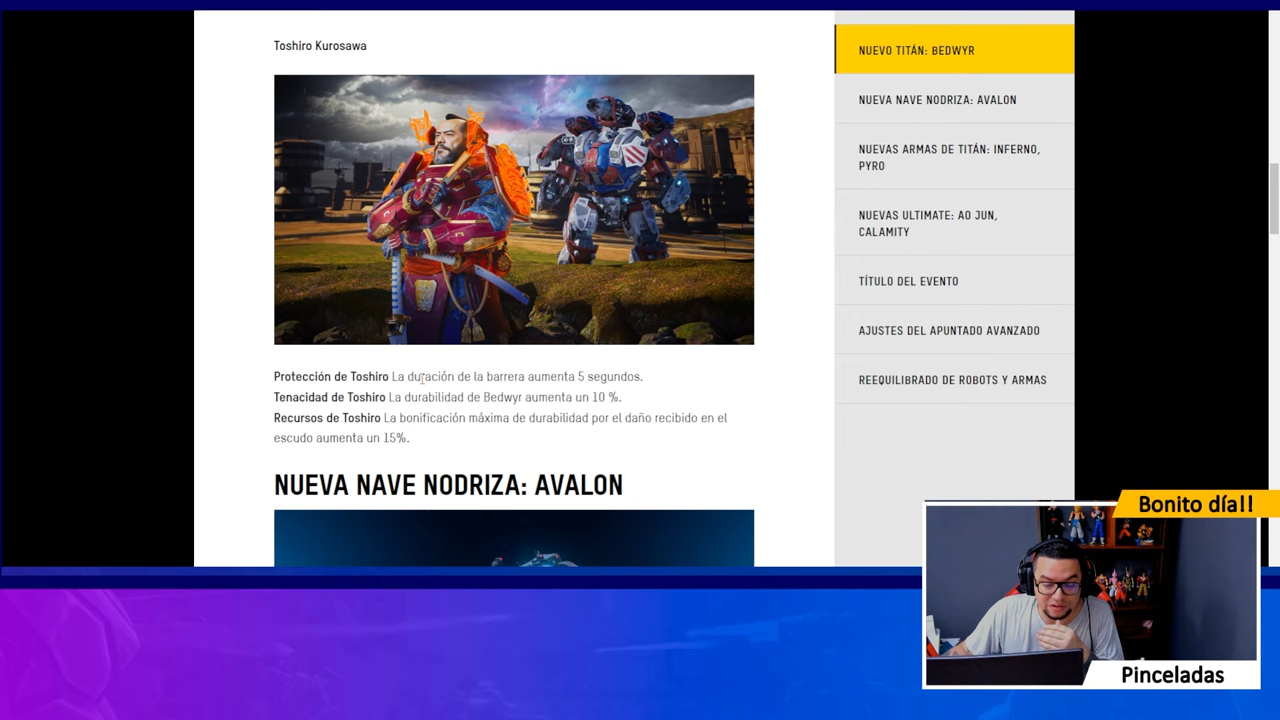 Toshiro Kurosawa
Protección de Toshiro La duración de la barrera aumenta 5 segundos.
Tenacidad de Toshiro La durabilidad de Bedwyr aumenta un 10 %.
Recursos de Toshiro La bonificación máxima de durabilidad por el daño recibido en el
escudo aumenta un 15%.
NUEVA NAVE NODRIZA: AVALON
NUEVO TITÁN: BEDWYR
NUEVA NAVE NODRIZA: AVALON
NUEVAS ARMAS DE TITÁN: INFERNO,
PYRO
NUEVAS ULTIMATE: AO JUN,
CALAMITY
TÍTULO DEL EVENTO
AJUSTES DEL APUNTADO AVANZADO
REEQUILIBRADO DE ROBOTS Y ARMAS
Bonito día!!
Pinceladas